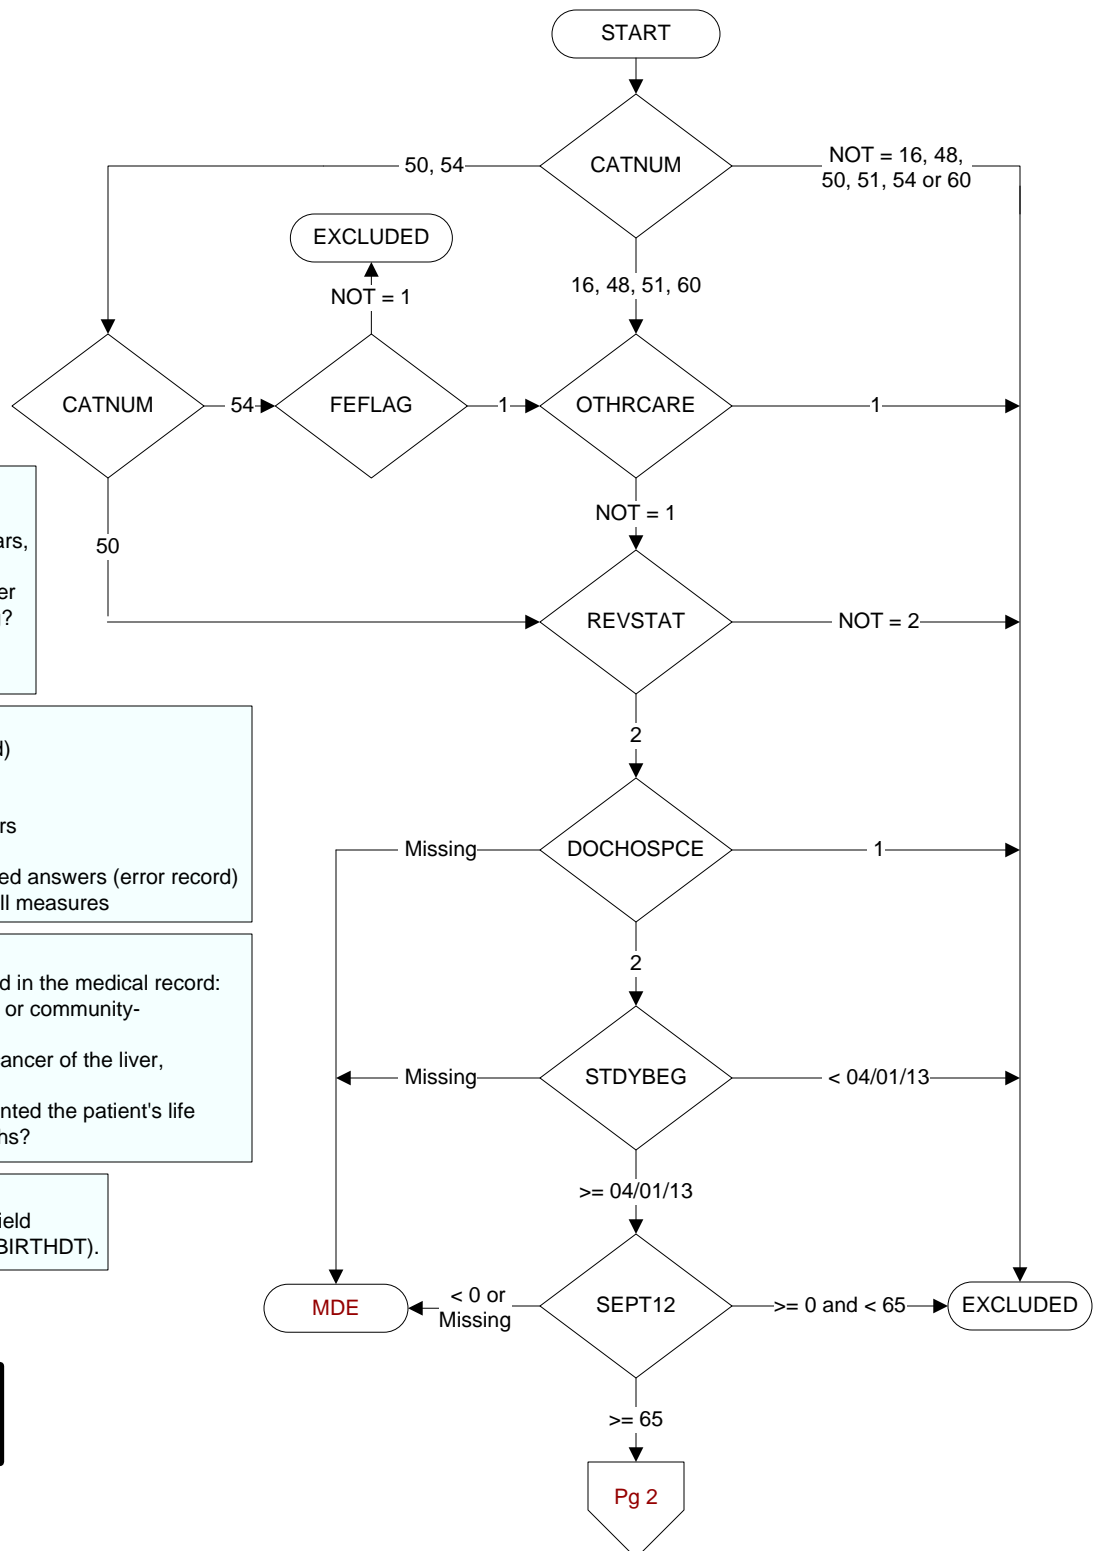 START
CATNUM
50, 54
NOT = 16, 48,
50, 51, 54 or 60
EXCLUDED
NOT = 1
16, 48, 51, 60
CATNUM
54
FEFLAG
1
OTHRCARE
1
NOT = 1
50
REVSTAT
NOT = 2
2
Missing
DOCHOSPCE
1
2
Missing
STDYBEG
< 04/01/13
>= 04/01/13
MDE
< 0 or
Missing
SEPT12
>= 0 and < 65
EXCLUDED
>= 65
Pg 2
ed answers (error record)
ll measures
d in the medical record:
or community-
ancer of the liver,
nted the patient's life
ield
BIRTHDT).